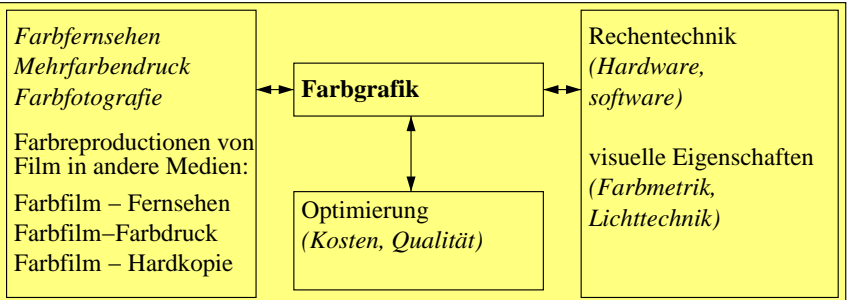 Farbfernsehen
Mehrfarbendruck
Farbfotografie
Farbreproductionen von
Film in andere Medien:
Farbfilm – Fernsehen
Farbfilm–Farbdruck
Farbfilm – Hardkopie
Farbgrafik
Optimierung
(Kosten, Qualität)
Rechentechnik
(Hardware,
software)
visuelle Eigenschaften
(Farbmetrik,
Lichttechnik)